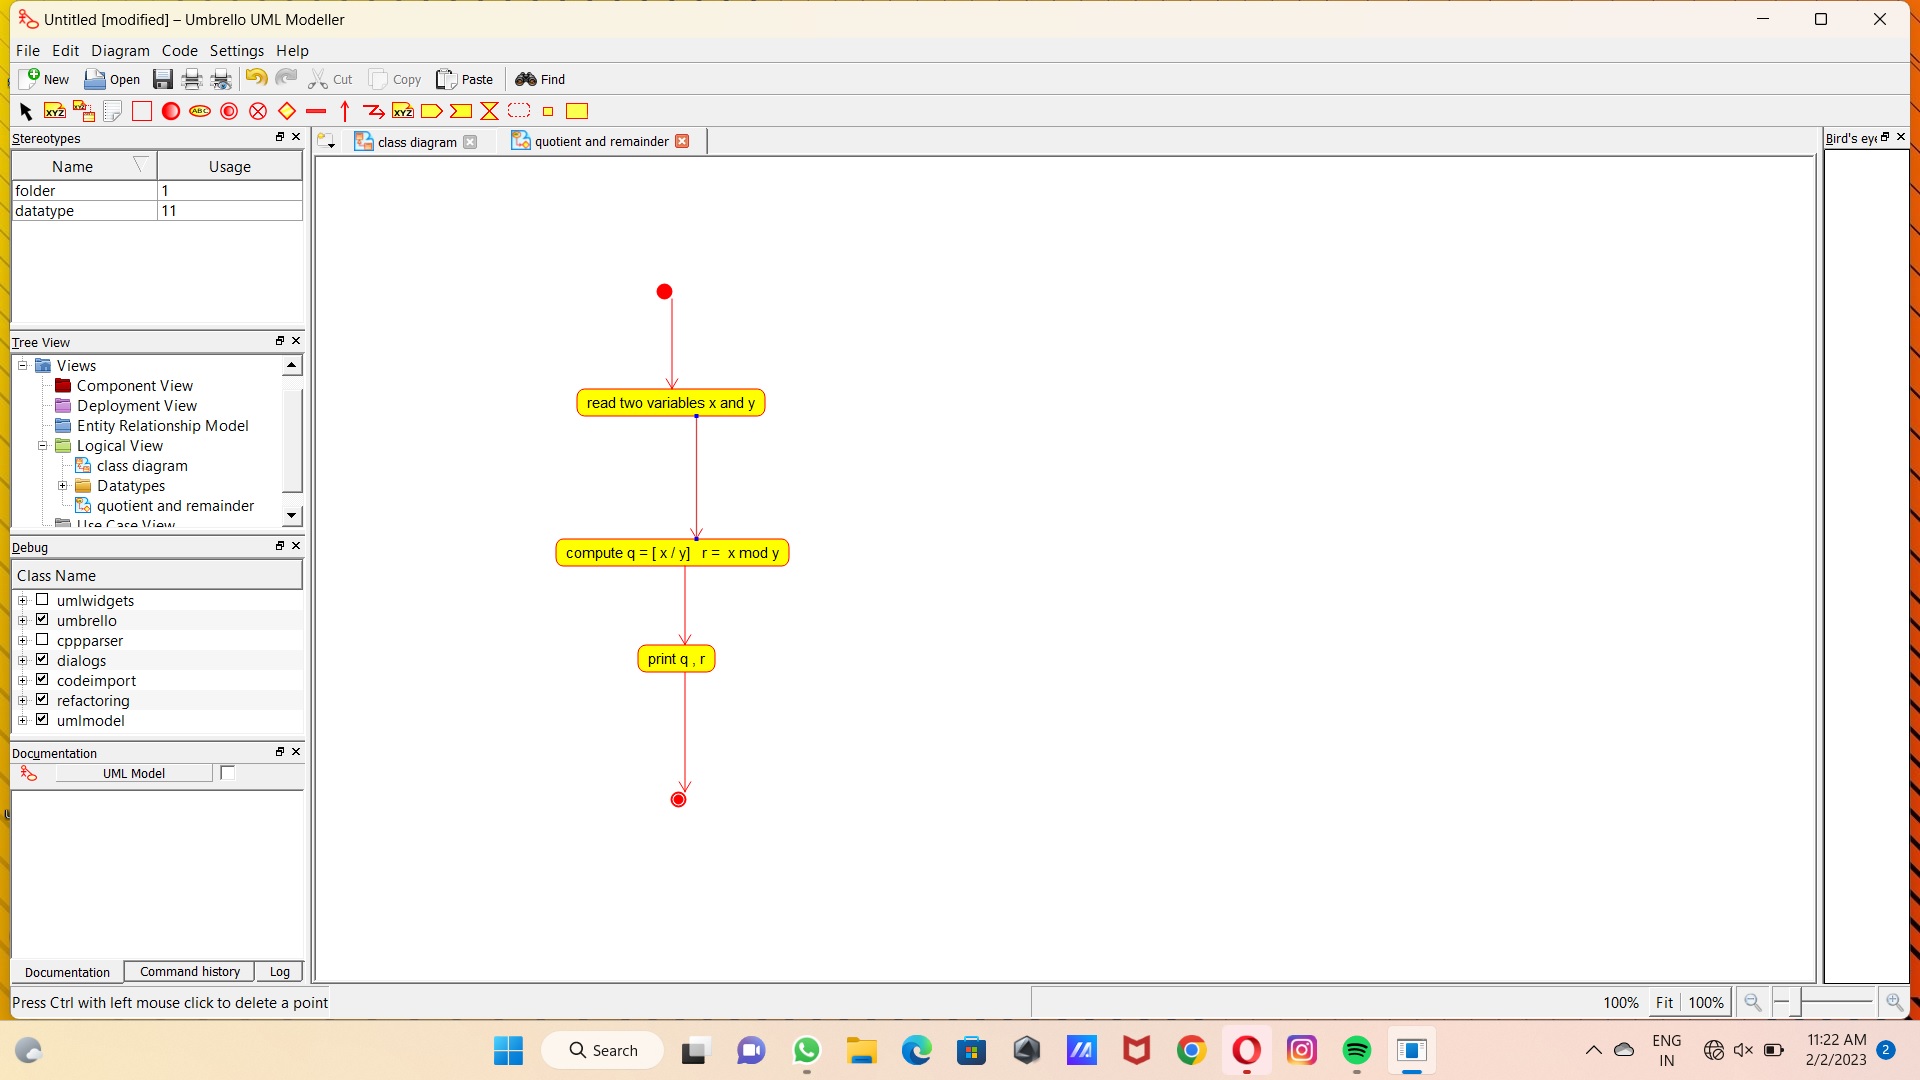 Untitled [modified] – Umbrello UML Modeller
File Edit Diagram Code Settings Help
New Open Cut Copy Paste Find
XYZ XYZ ABC XYZ
Stereotypes
Name Usage
folder 1
datatype 11
class diagram
quotient and remainder
Bird's eye
Tree View
Views
Component View
Deployment View
Entity Relationship Model
Logical View
class diagram
Datatypes
quotient and remainder
Use Case View
Debug
Class Name
umlwidgets
umbrello
cppparser
dialogs
codeimport
refactoring
umlmodel
Documentation
UML Model
Documentation Command history Log
read two variables x and y
compute q = [ x / y] r = x mod y
print q , r
Press Ctrl with left mouse click to delete a point
100% Fit 100%
Search
ENG
IN
11:22 AM
2/2/2023
2